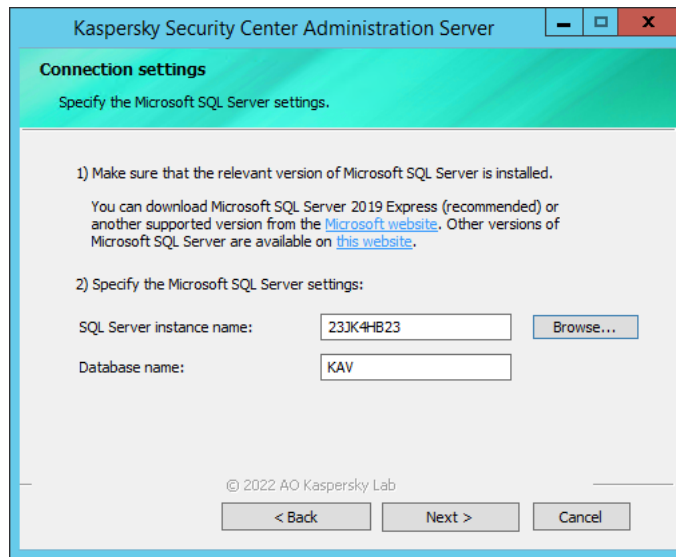 Kaspersky Security Center Administration Server
Connection settings
Specify the Microsoft SQL Server settings.
1) Make sure that the relevant version of Microsoft SQL Server is installed.
You can download Microsoft SQL Server 2019 Express (recommended) or
another supported version from the Microsoft website. Other versions of
Microsoft SQL Server are available on this website.
2) Specify the Microsoft SQL Server settings:
SQL Server instance name: 23JK4HB23 Browse...
Database name: KAV
© 2022 AO Kaspersky Lab
< Back Next > Cancel